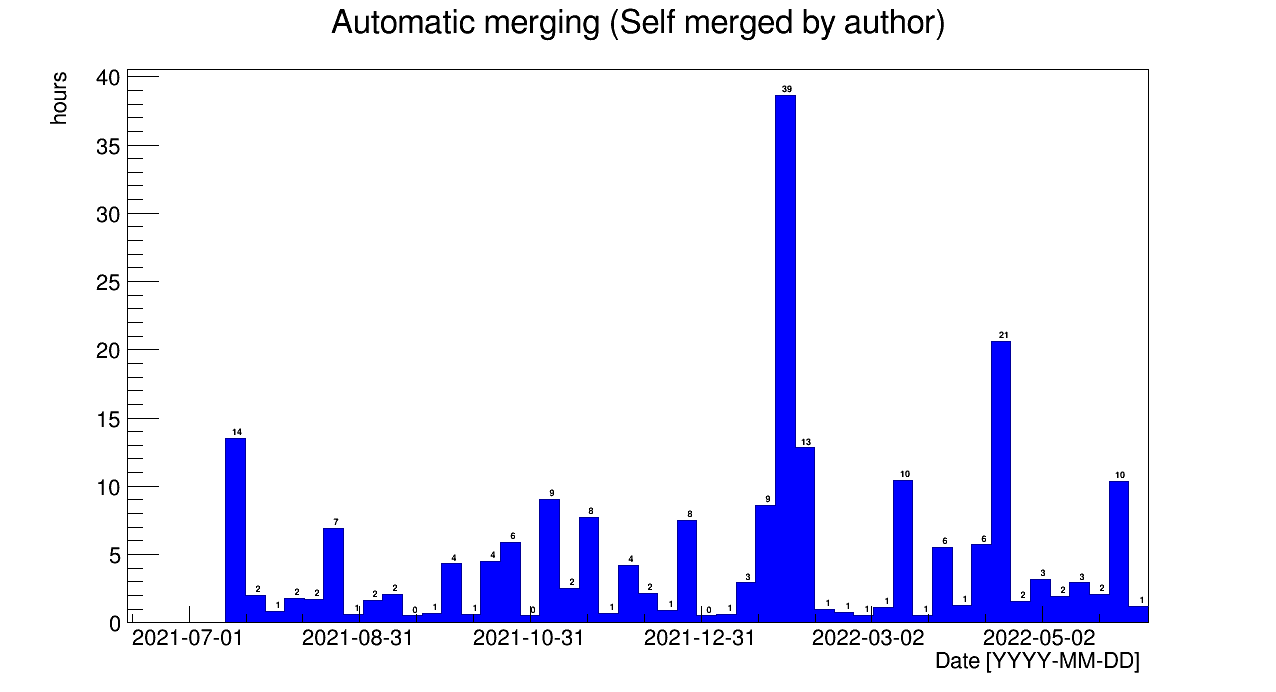 Automatic merging (Self merged by author)
hours
40
35
30
25
20
15
10
5
0
14 2 1 2 2 7 1 2 2 0 1 4 1 4 6 0 9 2 8 1 4 2 1 8 0 1 3 9 39 13 1 1 1 1 10 1 6 1 6 21 2 3 2 3 2 10 1
2021-07-01 2021-08-31 2021-10-31 2021-12-31 2022-03-02 2022-05-02
Date [YYYY-MM-DD]